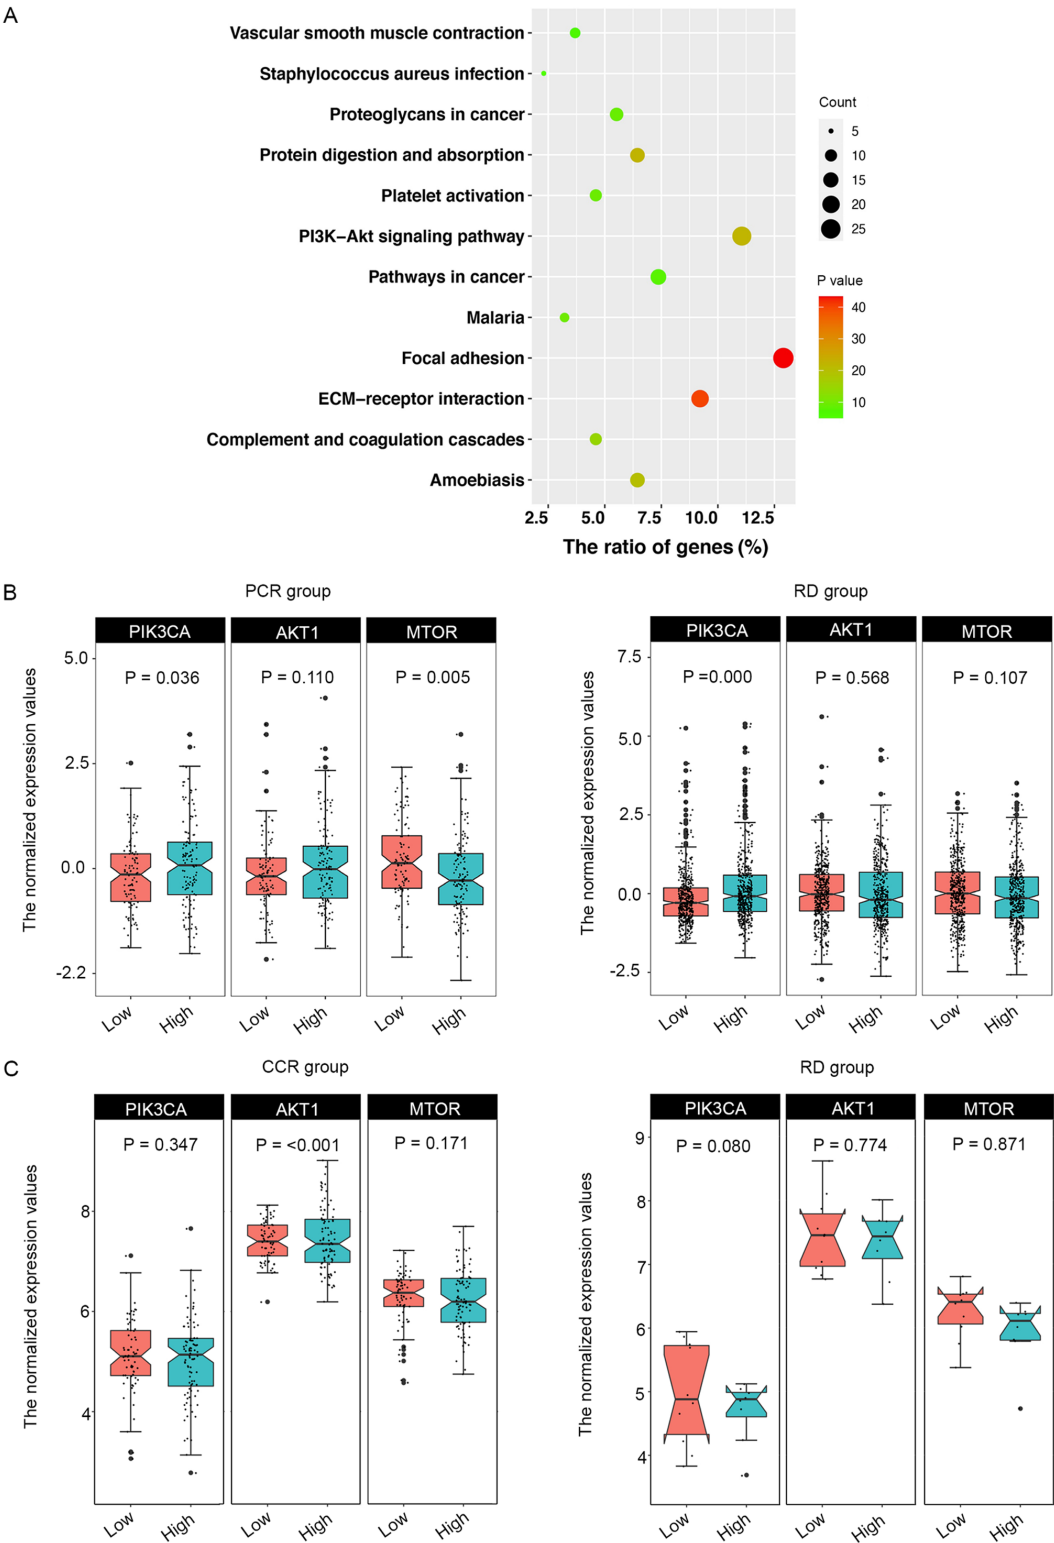 A
Vascular smooth muscle contraction
Staphylococcus aureus infection
Proteoglycans in cancer
Protein digestion and absorption
Platelet activation
PI3K–Akt signaling pathway
Pathways in cancer
Malaria
Focal adhesion
ECM–receptor interaction
Complement and coagulation cascades
Amoebiasis
2.5 5.0 7.5 10.0 12.5
The ratio of genes (%)
Count
5
10
15
20
25
P value
40
30
20
10
B
PCR group
The normalized expression values
5.0
2.5
0.0
-2.2
PIK3CA AKT1 MTOR
P = 0.036 P = 0.110 P = 0.005
Low High Low High Low High
RD group
The normalized expression values
7.5
5.0
2.5
0.0
-2.5
PIK3CA AKT1 MTOR
P =0.000 P = 0.568 P = 0.107
Low High Low High Low High
C
CCR group
The normalized expression values
8
6
4
PIK3CA AKT1 MTOR
P = 0.347 P = <0.001 P = 0.171
Low High Low High Low High
RD group
The normalized expression values
9
8
7
6
5
4
PIK3CA AKT1 MTOR
P = 0.080 P = 0.774 P = 0.871
Low High Low High Low High